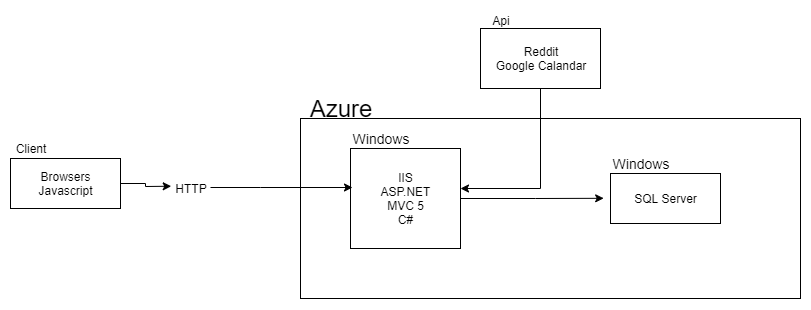 Api
Reddit
Google Calandar
Azure
Client
Browsers
Javascript
HTTP
Windows
IIS
ASP.NET
MVC 5
C#
Windows
SQL Server